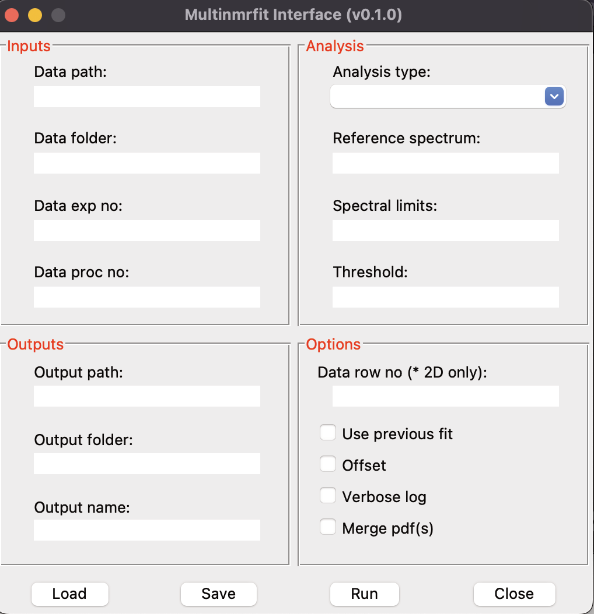 Multinmrfit Interface (v0.1.0)
Inputs
Data path:
Data folder:
Data exp no:
Data proc no:
Analysis
Analysis type:
Reference spectrum:
Spectral limits:
Threshold:
Outputs
Output path:
Output folder:
Output name:
Options
Data row no (* 2D only):
Use previous fit
Offset
Verbose log
Merge pdf(s)
Load
Save
Run
Close